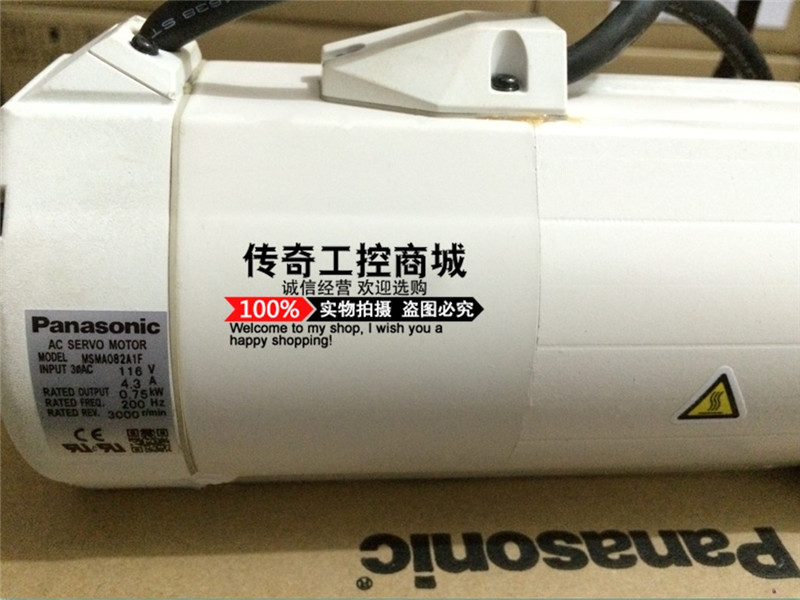 传奇工控商城
诚信经营 欢迎选购
100% 实物拍摄 盗图必究
Welcome to my shop, I wish you a
happy shopping!
Panasonic
AC SERVO MOTOR
MODEL MSMA082A1F
INPUT 3øAC 116 V
4.3 A
RATED OUTPUT 0.75 kW
RATED FREQ. 200 Hz
RATED REV. 3000 r/min
CE
Panasonic®